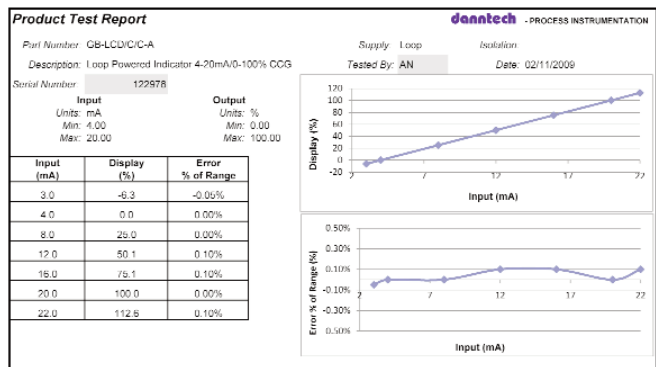 Product Test Report
danntech - PROCESS INSTRUMENTATION
Part Number: GB-LCD/C/C-A
Supply: Loop
Isolation:
Description: Loop Powered Indicator 4-20mA/0-100% CCG
Tested By: AN
Date: 02/11/2009
Serial Number: 122978
Input
Output
Units: mA
Units: %
Min: 4.00
Min: 0.00
Max: 20.00
Max: 100.00
Input (mA) Display (%) Error % of Range
3.0 -6.3 -0.05%
4.0 0.0 0.00%
8.0 25.0 0.00%
12.0 50.1 0.10%
16.0 75.1 0.10%
20.0 100.0 0.00%
22.0 112.6 0.10%
Display (%)
120
100
80
60
40
20
0
-20
2 7 12 17 22
Input (mA)
Error % of Range (%)
0.50%
0.30%
0.10%
-0.10%
-0.30%
0.50%
2 7 12 17 22
Input (mA)